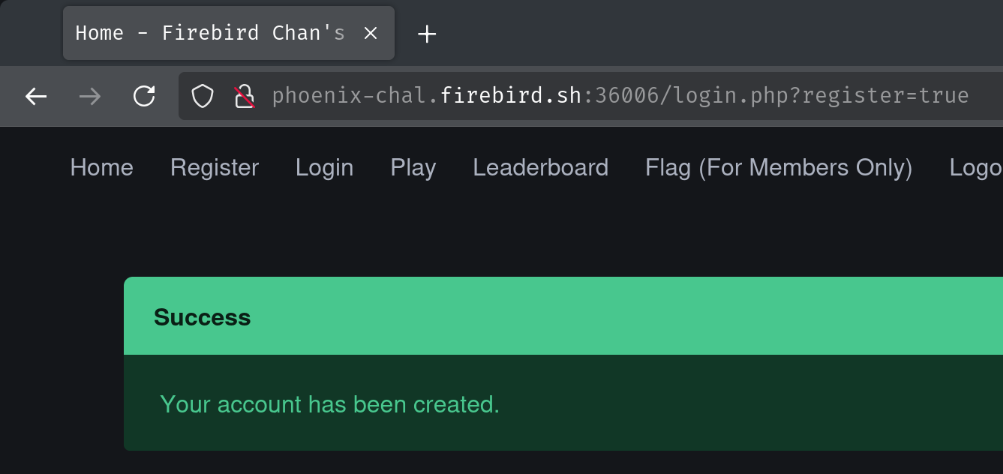 Home - Firebird Chan's
phoenix-chal.firebird.sh:36006/login.php?register=true
Home Register Login Play Leaderboard Flag (For Members Only) Logo
Success
Your account has been created.